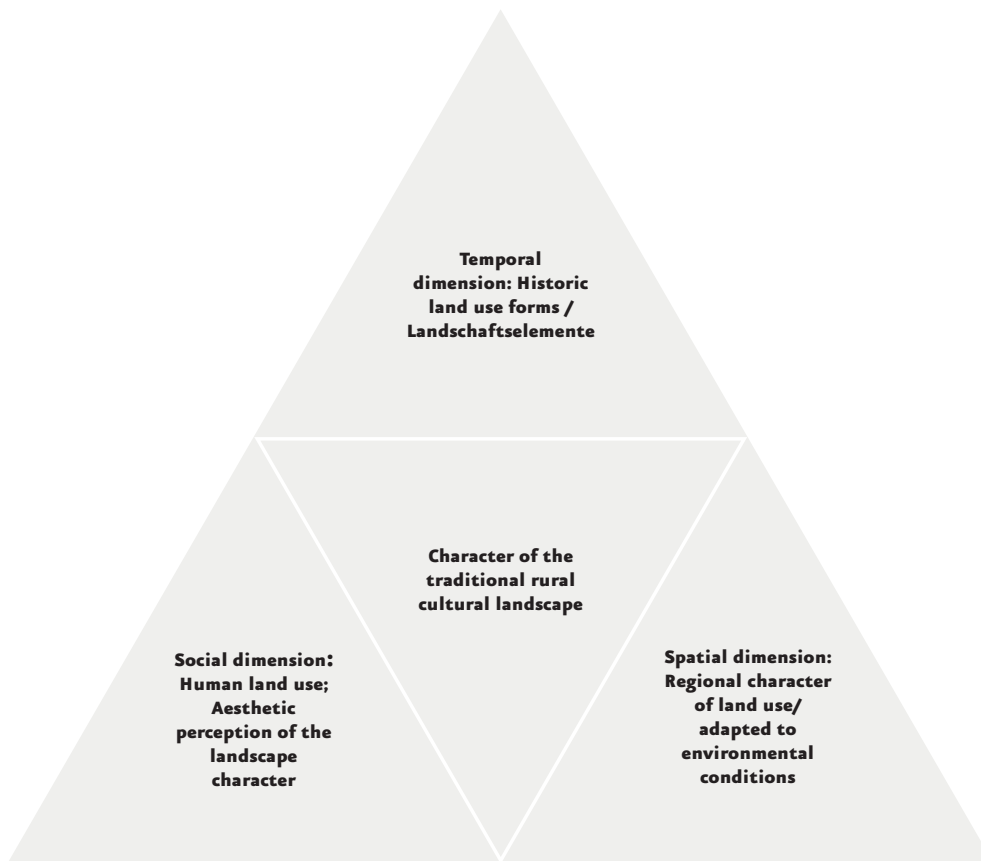 Temporal
dimension: Historic
land use forms /
Landschaftselemente
Character of the
traditional rural
cultural landscape
Social dimension:
Human land use;
Aesthetic
perception of the
landscape
character
Spatial dimension:
Regional character
of land use/
adapted to
environmental
conditions